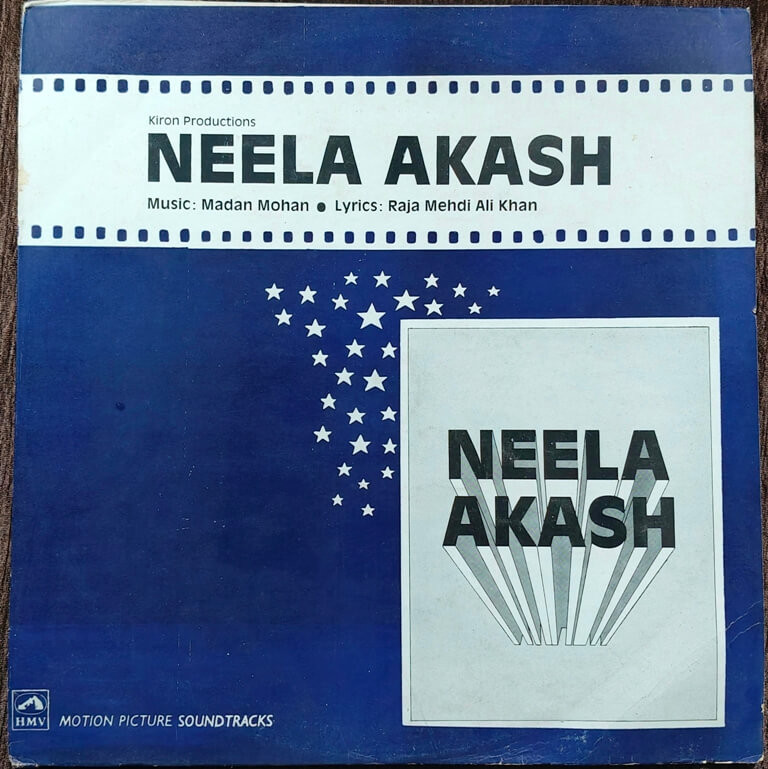 Kiron Productions
NEELA AKASH
Music: Madan Mohan ● Lyrics: Raja Mehdi Ali Khan
NEELA
AKASH
HMV
MOTION PICTURE SOUNDTRACKS